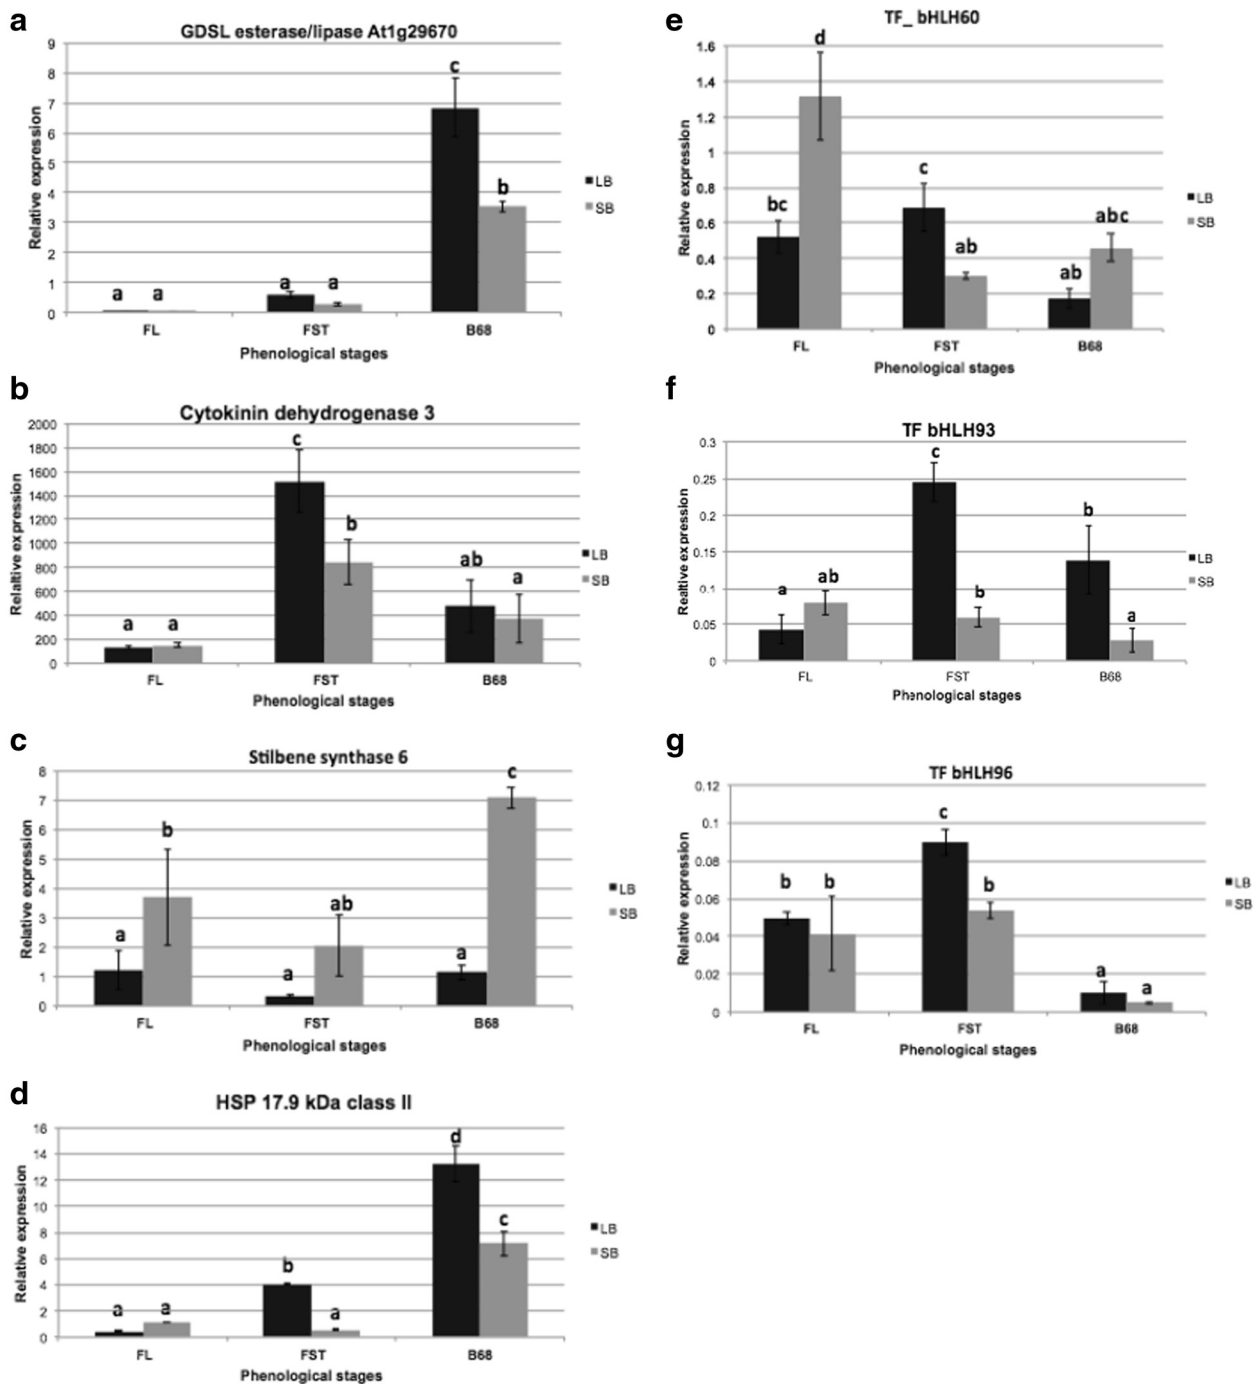 a
GDSL esterase/lipase At1g29670
9
8
7
6
5
4
3
2
1
0
Relative expression
a a
a a
c
b
FL FST B68
Phenological stages
LB
SB
b
Cytokinin dehydrogenase 3
2000
1800
1600
1400
1200
1000
800
600
400
200
0
Relaltive expression
a a
c
b
ab
a
FL FST B68
Phenological stages
LB
SB
c
Stilbene synthase 6
8
7
6
5
4
3
2
1
0
Relative expression
a
b
a
ab
a
c
FL FST B68
Phenological stages
LB
SB
d
HSP 17.9 kDa class II
16
14
12
10
8
6
4
2
0
Relative expression
a a
b
a
d
c
FL FST B68
Phenological stages
LB
SB
e
TF_ bHLH60
1.6
1.4
1.2
1
0.8
0.6
0.4
0.2
0
Relative expression
bc
d
c
ab
ab
abc
FL FST B68
Phenological stages
LB
SB
f
TF bHLH93
0.3
0.25
0.2
0.15
0.1
0.05
0
Realtive expression
a
ab
c
b
b
a
FL FST B68
Phenological stages
LB
SB
g
TF bHLH96
0.12
0.1
0.08
0.06
0.04
0.02
0
Relative expression
b b
c
b
a
a
FL FST B68
Phenological stages
LB
SB